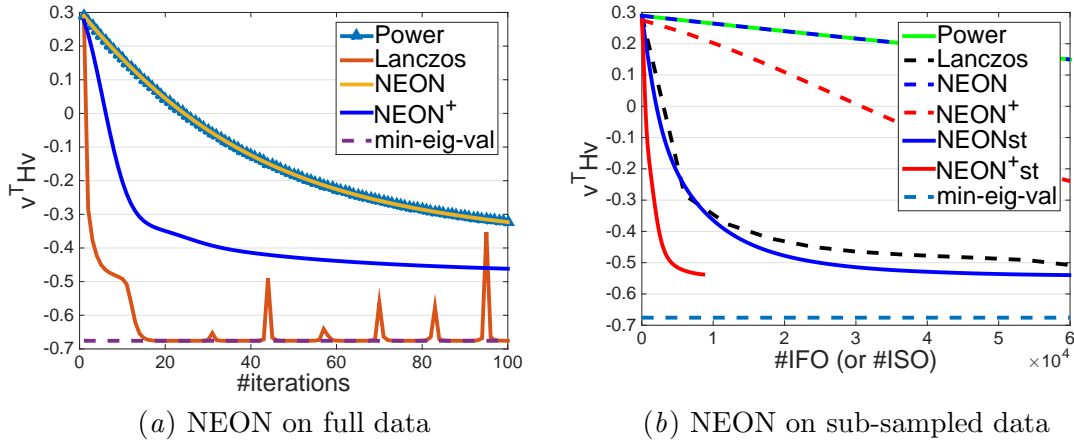 0.3
0.2
0.1
0
-0.1
-0.2
-0.3
-0.4
-0.5
-0.6
-0.7
v^T Hv
0 20 40 60 80 100
#iterations
Power
Lanczos
NEON
NEON^+
min-eig-val
(a) NEON on full data
0.3
0.2
0.1
0
-0.1
-0.2
-0.3
-0.4
-0.5
-0.6
-0.7
v^T Hv
0 1 2 3 4 5 6
×10^4
#IFO (or #ISO)
Power
Lanczos
NEON
NEON^+
NEONst
NEON^+st
min-eig-val
(b) NEON on sub-sampled data